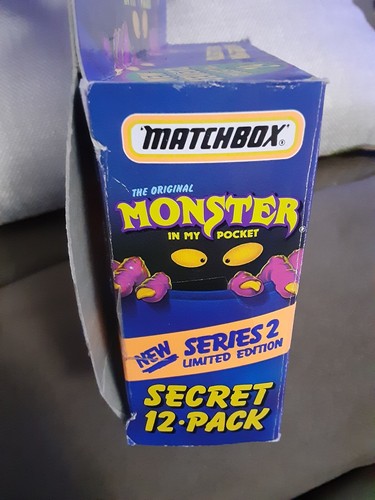 MATCHBOX®
THE ORIGINAL
MONSTER®
IN MY POCKET
NEW
SERIES 2
LIMITED EDITION
SECRET
12·PACK